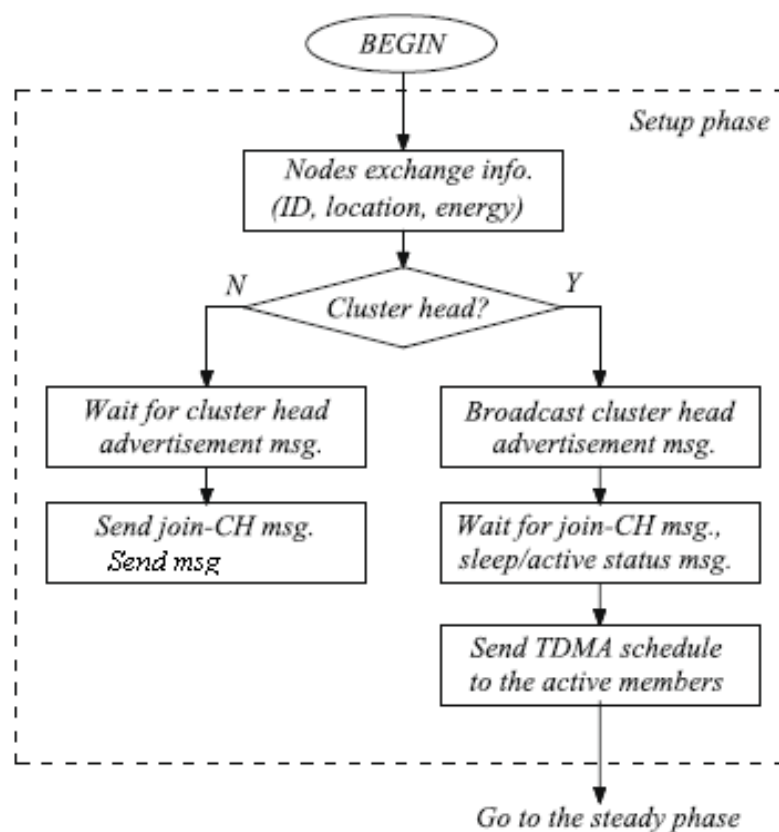 BEGIN
Setup phase
Nodes exchange info.
(ID, location, energy)
N
Y
Cluster head?
Wait for cluster head
advertisement msg.
Broadcast cluster head
advertisement msg.
Send join-CH msg.
Send msg
Wait for join-CH msg.,
sleep/active status msg.
Send TDMA schedule
to the active members
Go to the steady phase